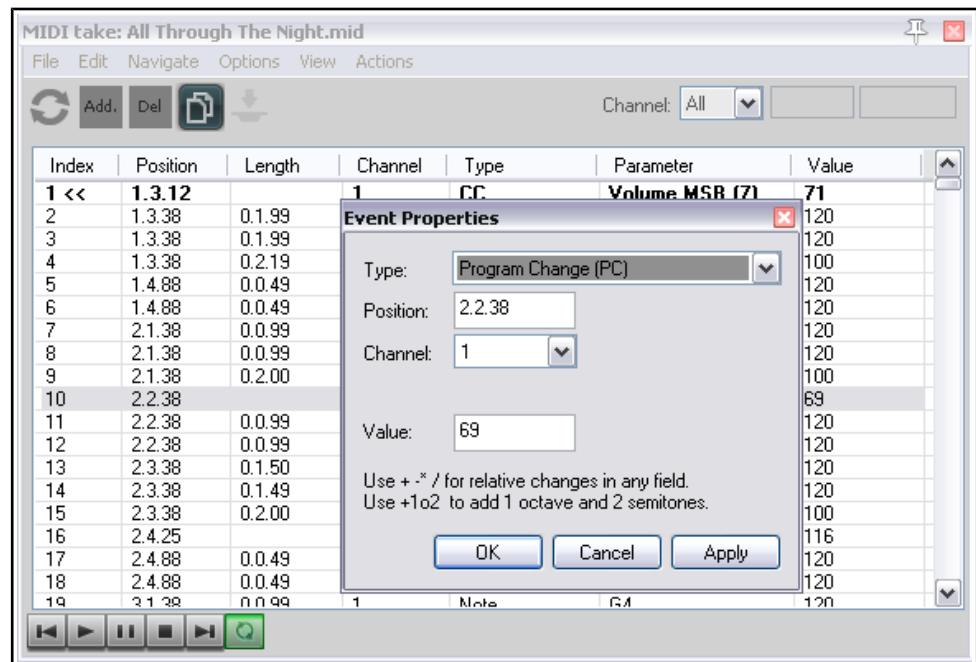 MIDI take: All Through The Night.mid
File Edit Navigate Options View Actions
Add. Del Channel: All
Index Position Length Channel Type Parameter Value
1 << 1.3.12 1 CC Volume MSB (7) 71
2 1.3.38 0.1.99 120
3 1.3.38 0.1.99 120
4 1.3.38 0.2.19 100
5 1.4.88 0.0.49 120
6 1.4.88 0.0.49 120
7 2.1.38 0.0.99 120
8 2.1.38 0.0.99 120
9 2.1.38 0.2.00 100
10 2.2.38 69
11 2.2.38 0.0.99 120
12 2.2.38 0.0.99 120
13 2.3.38 0.1.50 120
14 2.3.38 0.1.49 120
15 2.3.38 0.2.00 100
16 2.4.25 116
17 2.4.88 0.0.49 120
18 2.4.88 0.0.49 120
19 3.1.38 0.0.99 1 Note G4 120
Event Properties
Type: Program Change (PC)
Position: 2.2.38
Channel: 1
Value: 69
Use + -* / for relative changes in any field.
Use +1o2 to add 1 octave and 2 semitones.
OK Cancel Apply